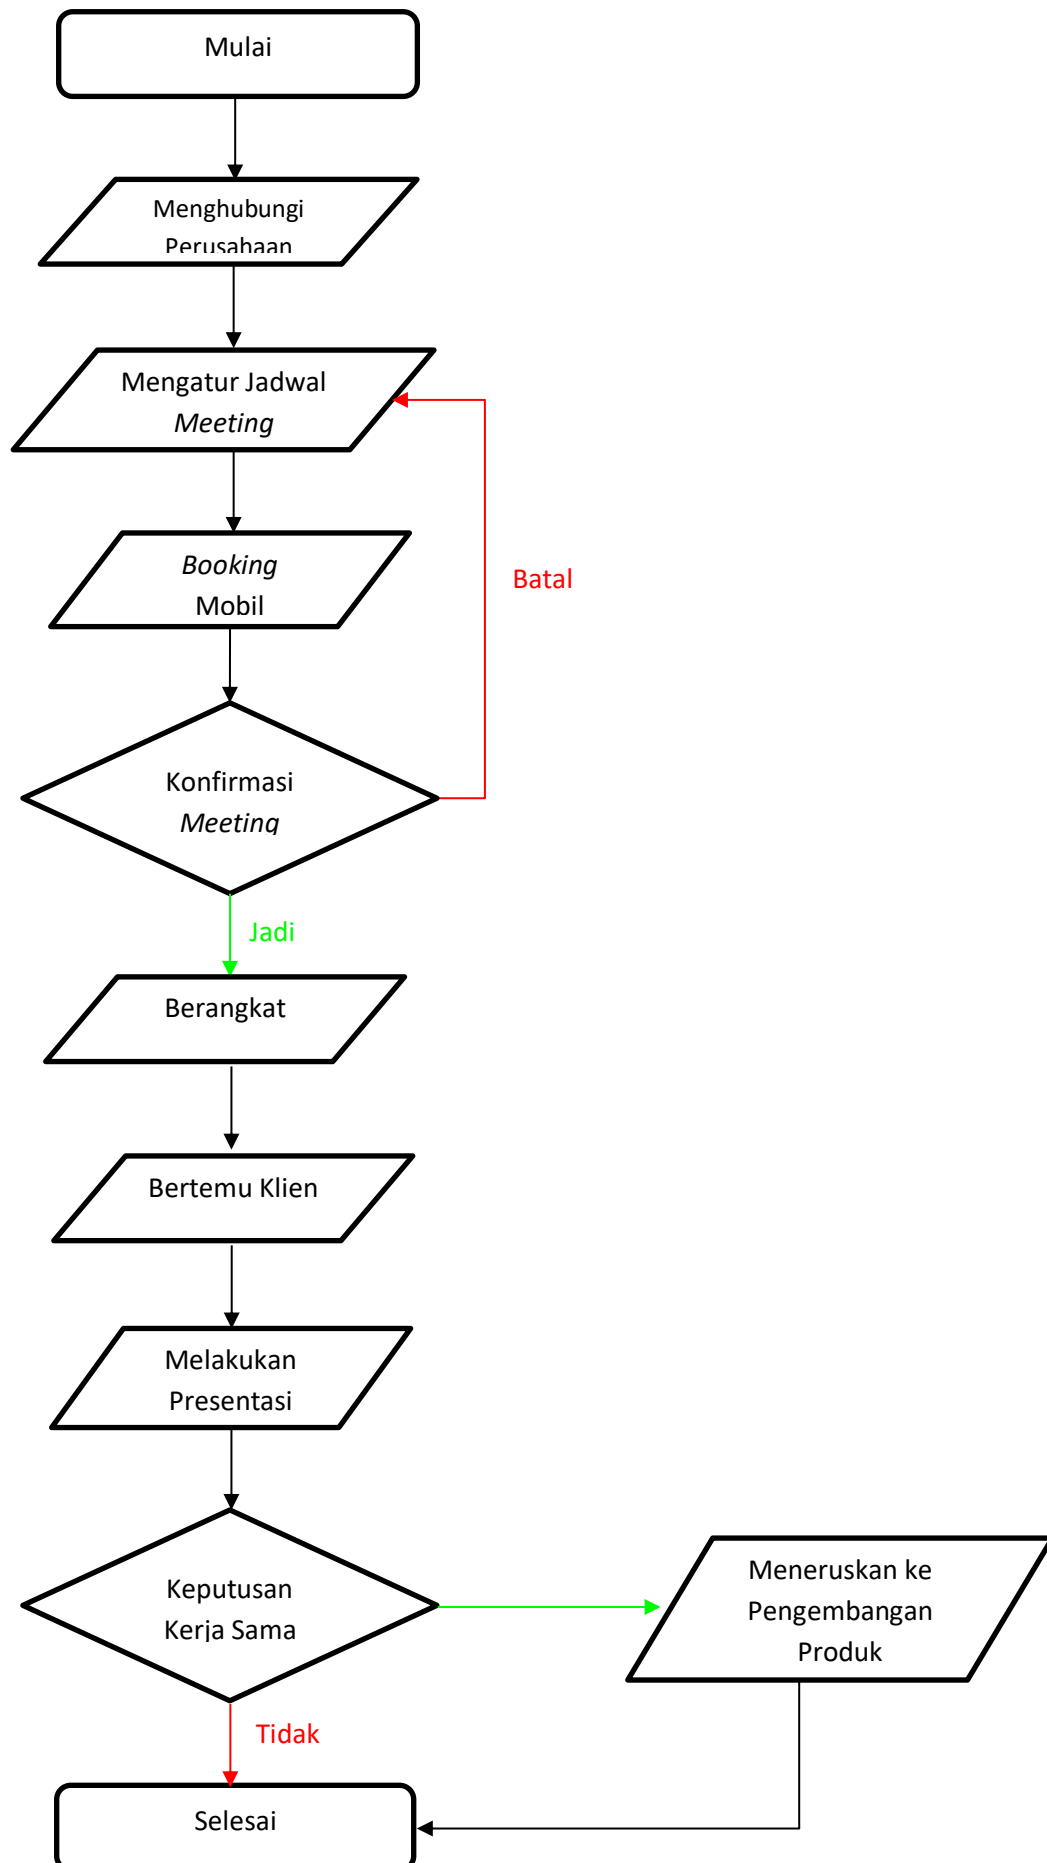 Mulai
Menghubungi
Perusahaan
Mengatur Jadwal
Meeting
Booking
Mobil
Batal
Konfirmasi
Meeting
Jadi
Berangkat
Bertemu Klien
Melakukan
Presentasi
Keputusan
Kerja Sama
Meneruskan ke
Pengembangan
Produk
Tidak
Selesai